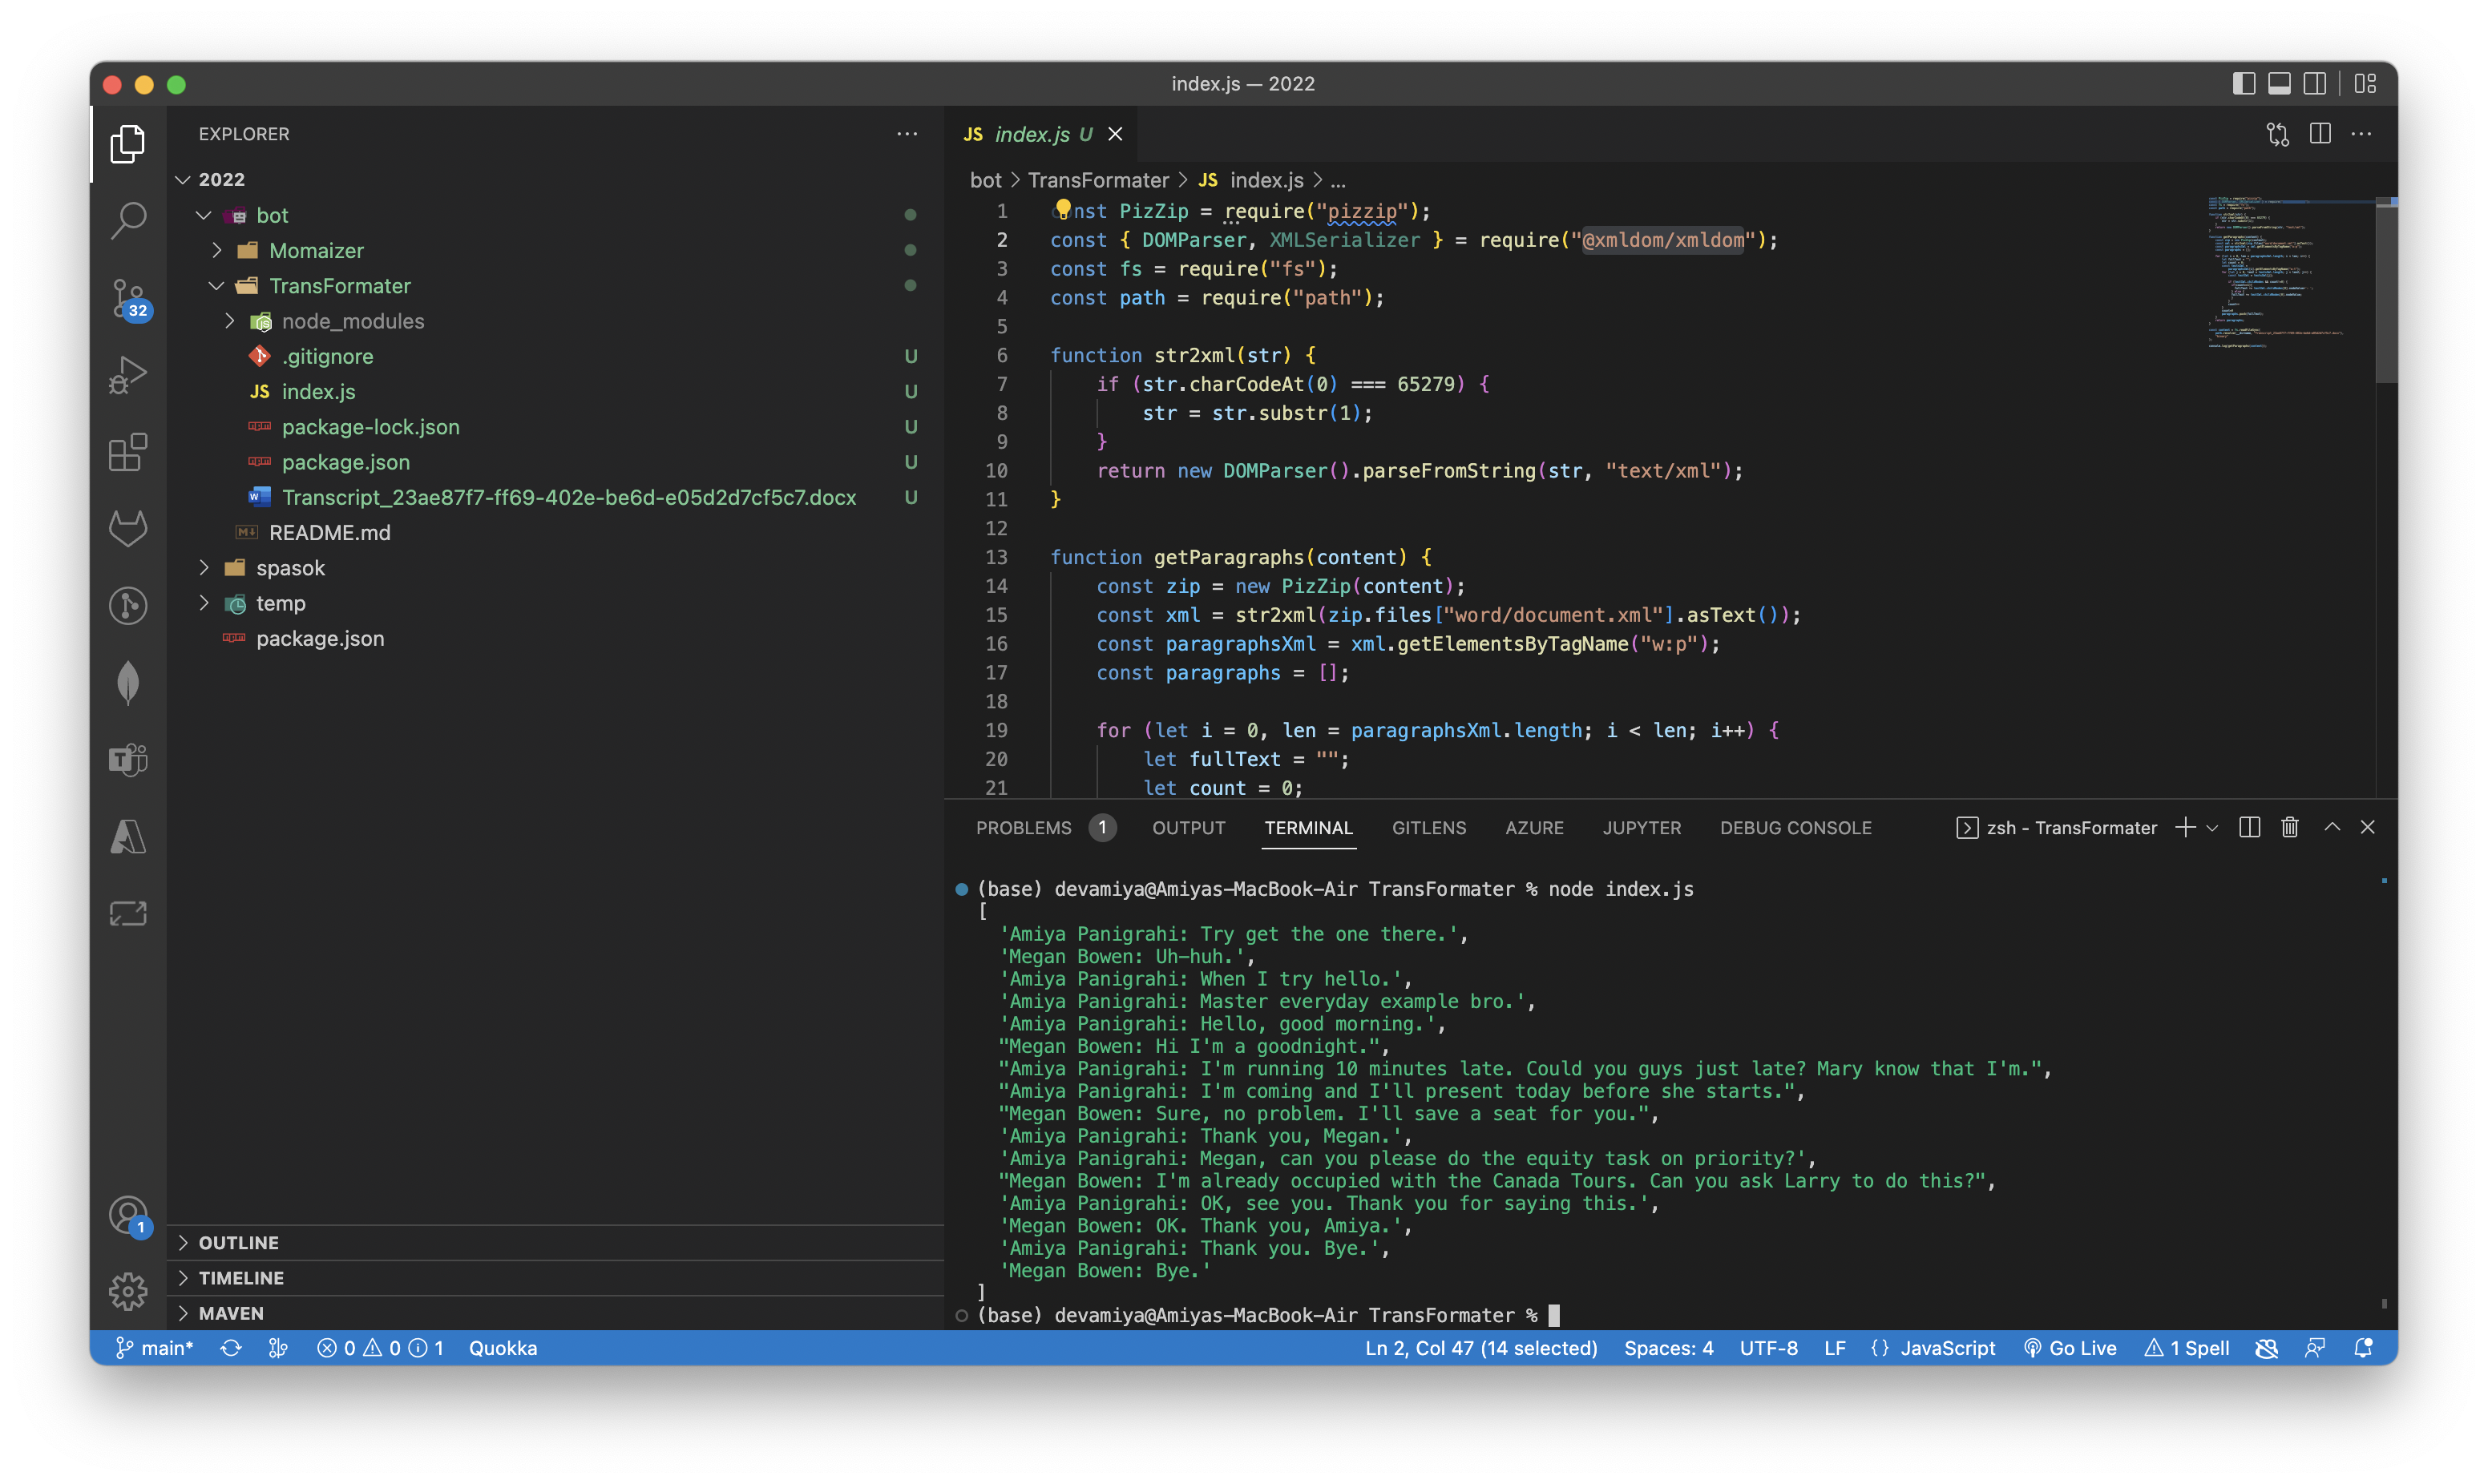 index.js — 2022
EXPLORER
2022
bot
Momaizer
TransFormater
node_modules
.gitignore U
JS index.js U
package-lock.json U
package.json U
Transcript_23ae87f7-ff69-402e-be6d-e05d2d7cf5c7.docx U
README.md
spasok
temp
package.json
32
1
OUTLINE
TIMELINE
MAVEN
JS index.js U
bot > TransFormater > JS index.js > ...
1 const PizZip = require("pizzip");
2 const { DOMParser, XMLSerializer } = require("@xmldom/xmldom");
3 const fs = require("fs");
4 const path = require("path");
5
6 function str2xml(str) {
7 if (str.charCodeAt(0) === 65279) {
8 str = str.substr(1);
9 }
10 return new DOMParser().parseFromString(str, "text/xml");
11 }
12
13 function getParagraphs(content) {
14 const zip = new PizZip(content);
15 const xml = str2xml(zip.files["word/document.xml"].asText());
16 const paragraphsXml = xml.getElementsByTagName("w:p");
17 const paragraphs = [];
18
19 for (let i = 0, len = paragraphsXml.length; i < len; i++) {
20 let fullText = "";
21 let count = 0;
PROBLEMS 1 OUTPUT TERMINAL GITLENS AZURE JUPYTER DEBUG CONSOLE zsh - TransFormater
(base) devamiya@Amiyas-MacBook-Air TransFormater % node index.js
[
'Amiya Panigrahi: Try get the one there.',
'Megan Bowen: Uh-huh.',
'Amiya Panigrahi: When I try hello.',
'Amiya Panigrahi: Master everyday example bro.',
'Amiya Panigrahi: Hello, good morning.',
"Megan Bowen: Hi I'm a goodnight.",
"Amiya Panigrahi: I'm running 10 minutes late. Could you guys just late? Mary know that I'm.",
"Amiya Panigrahi: I'm coming and I'll present today before she starts.",
"Megan Bowen: Sure, no problem. I'll save a seat for you.",
'Amiya Panigrahi: Thank you, Megan.',
'Amiya Panigrahi: Megan, can you please do the equity task on priority?',
"Megan Bowen: I'm already occupied with the Canada Tours. Can you ask Larry to do this?",
'Amiya Panigrahi: OK, see you. Thank you for saying this.',
'Megan Bowen: OK. Thank you, Amiya.',
'Amiya Panigrahi: Thank you. Bye.',
'Megan Bowen: Bye.'
]
(base) devamiya@Amiyas-MacBook-Air TransFormater %
main* 0 0 1 Quokka Ln 2, Col 47 (14 selected) Spaces: 4 UTF-8 LF {} JavaScript Go Live 1 Spell